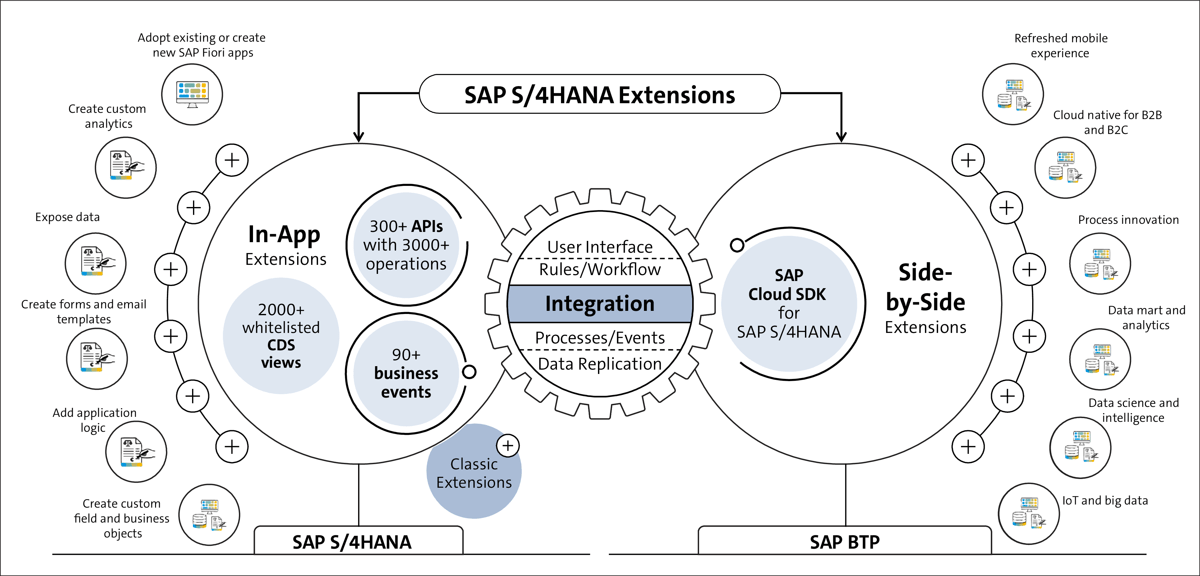 SAP S/4HANA Extensions
Adopt existing or create
new SAP Fiori apps
Create custom
analytics
Expose data
Create forms and email
templates
Add application
logic
Create custom
field and business
objects
In-App
Extensions
300+ APIs
with 3000+
operations
2000+
whitelisted
CDS
views
90+
business
events
Classic
Extensions
User Interface
Rules/Workflow
Integration
Processes/Events
Data Replication
SAP
Cloud SDK
for
SAP S/4HANA
Side-
by-Side
Extensions
Refreshed mobile
experience
Cloud native for B2B
and B2C
Process innovation
Data mart and
analytics
Data science and
intelligence
IoT and big data
SAP S/4HANA
SAP BTP